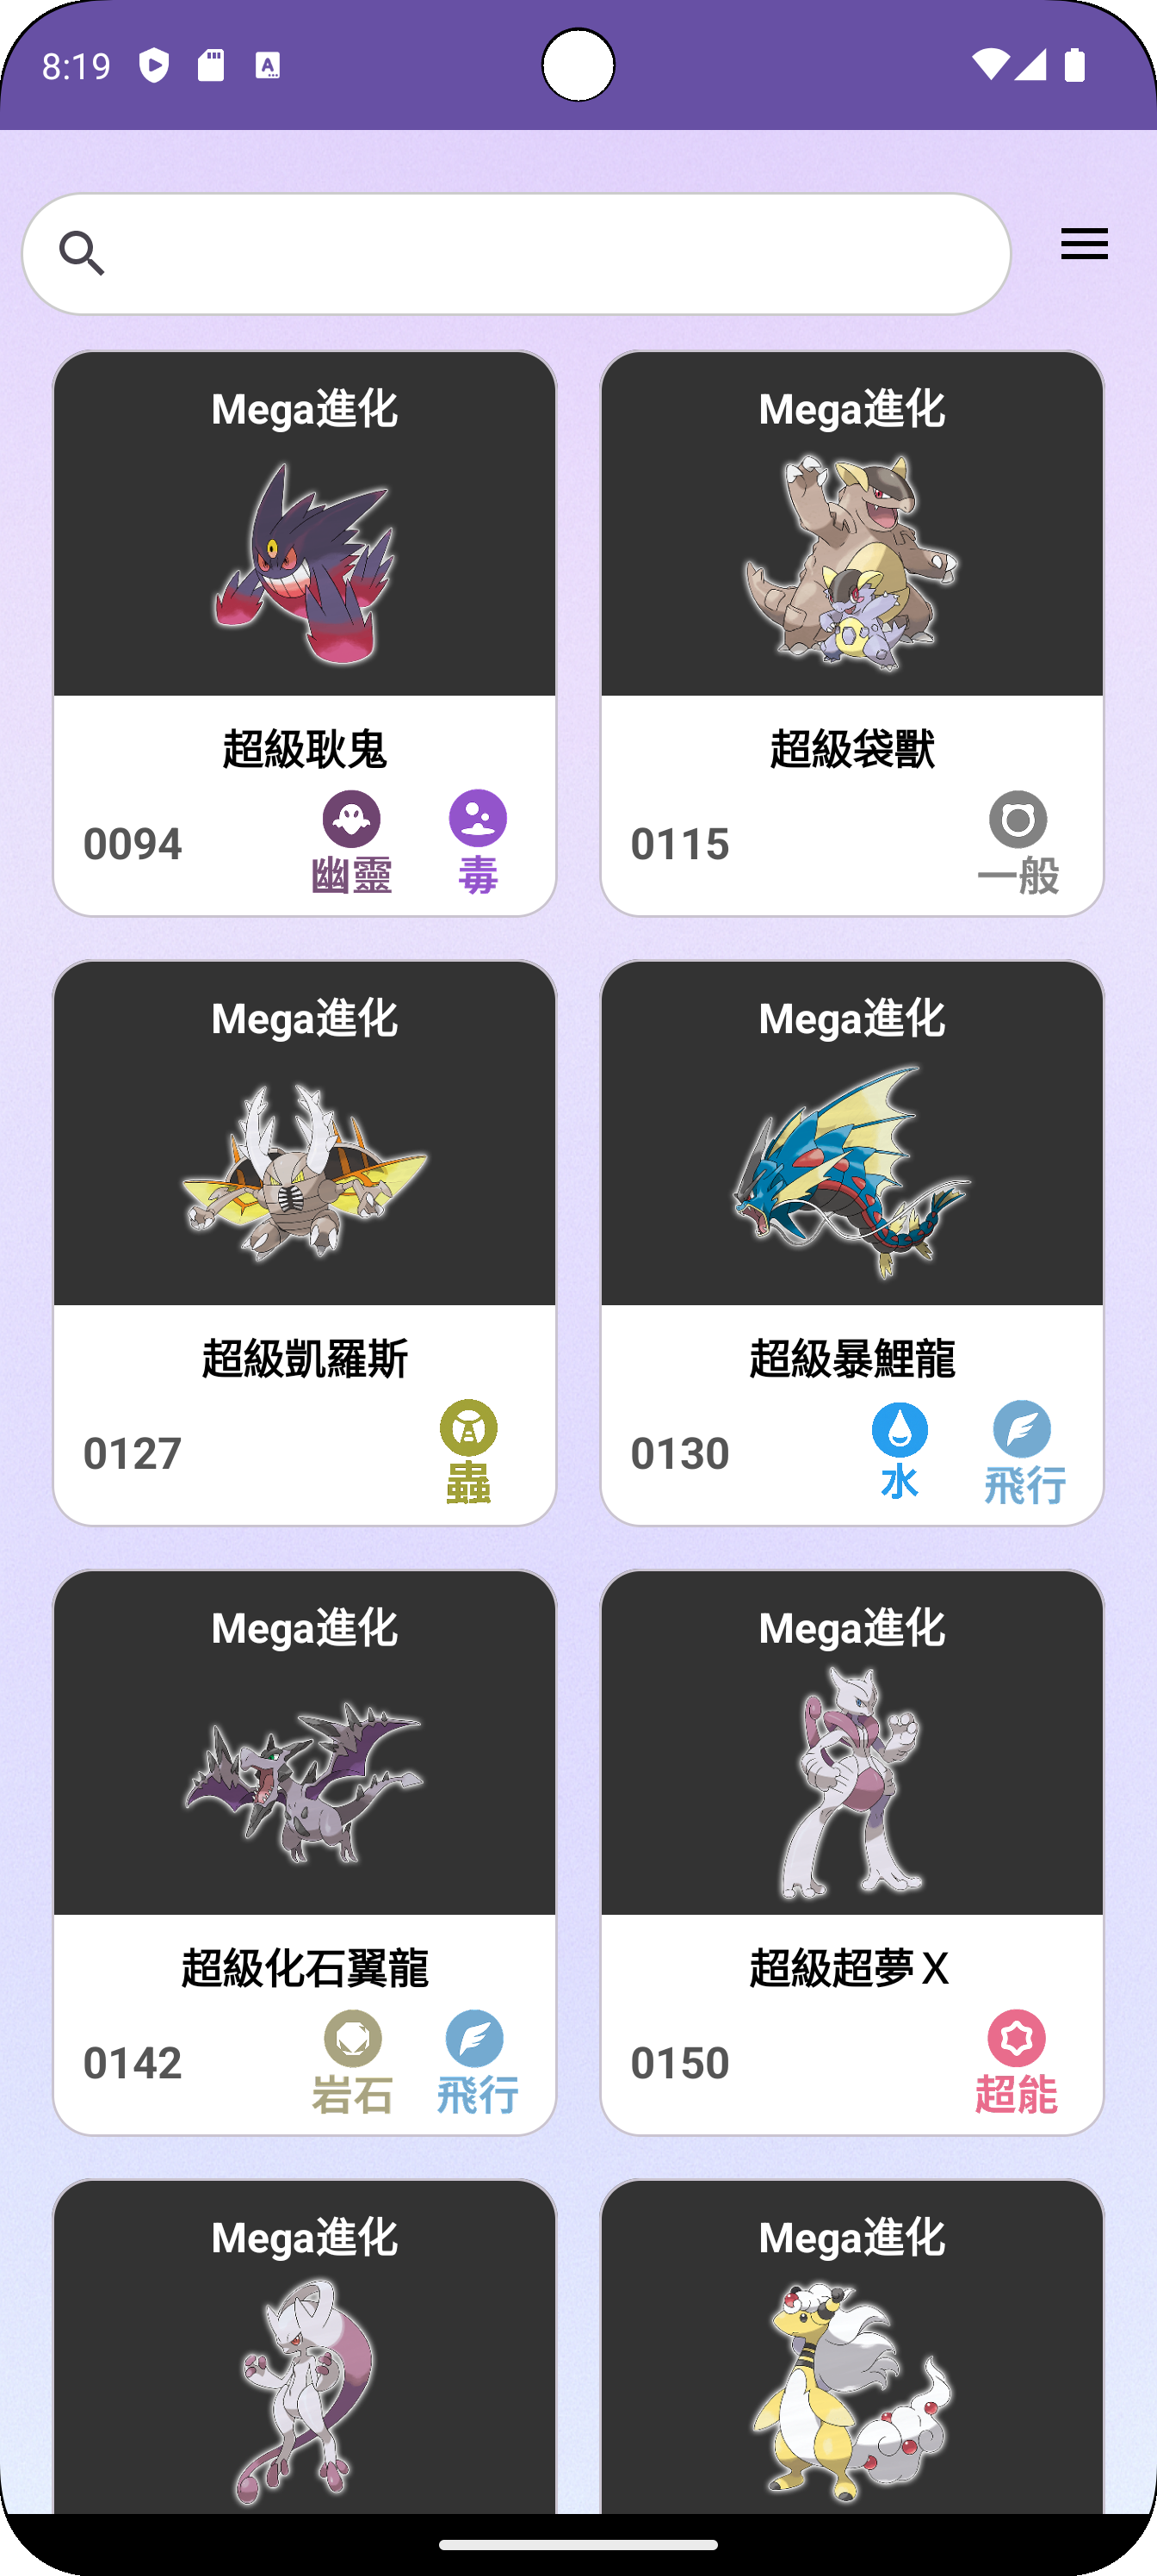 8:19
Mega進化
Mega進化
超級耿鬼
超級袋獸
0094
幽靈
毒
0115
一般
Mega進化
Mega進化
超級凱羅斯
超級暴鯉龍
0127
蟲
0130
水
飛行
Mega進化
Mega進化
超級化石翼龍
超級超夢X
0142
岩石
飛行
0150
超能
Mega進化
Mega進化